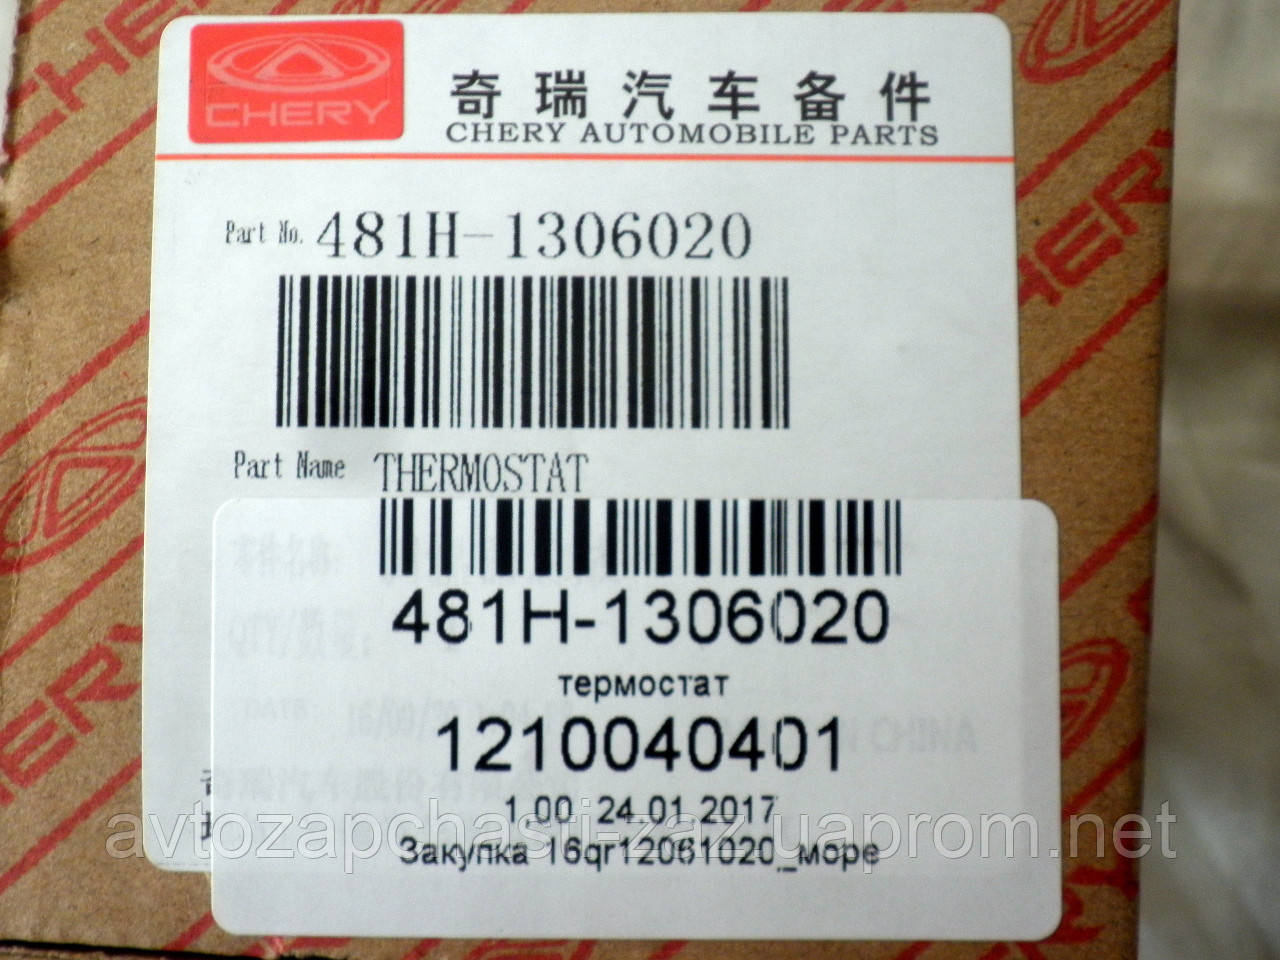 CHERY
奇瑞汽车备件
CHERY AUTOMOBILE PARTS
Part No. 481H-1306020
Part Name THERMOSTAT
481H-1306020
термостат
1210040401
1,00 24.01.2017
avtozapchasti-zaz.uaprom.net
Закупка 16qr12061020_море